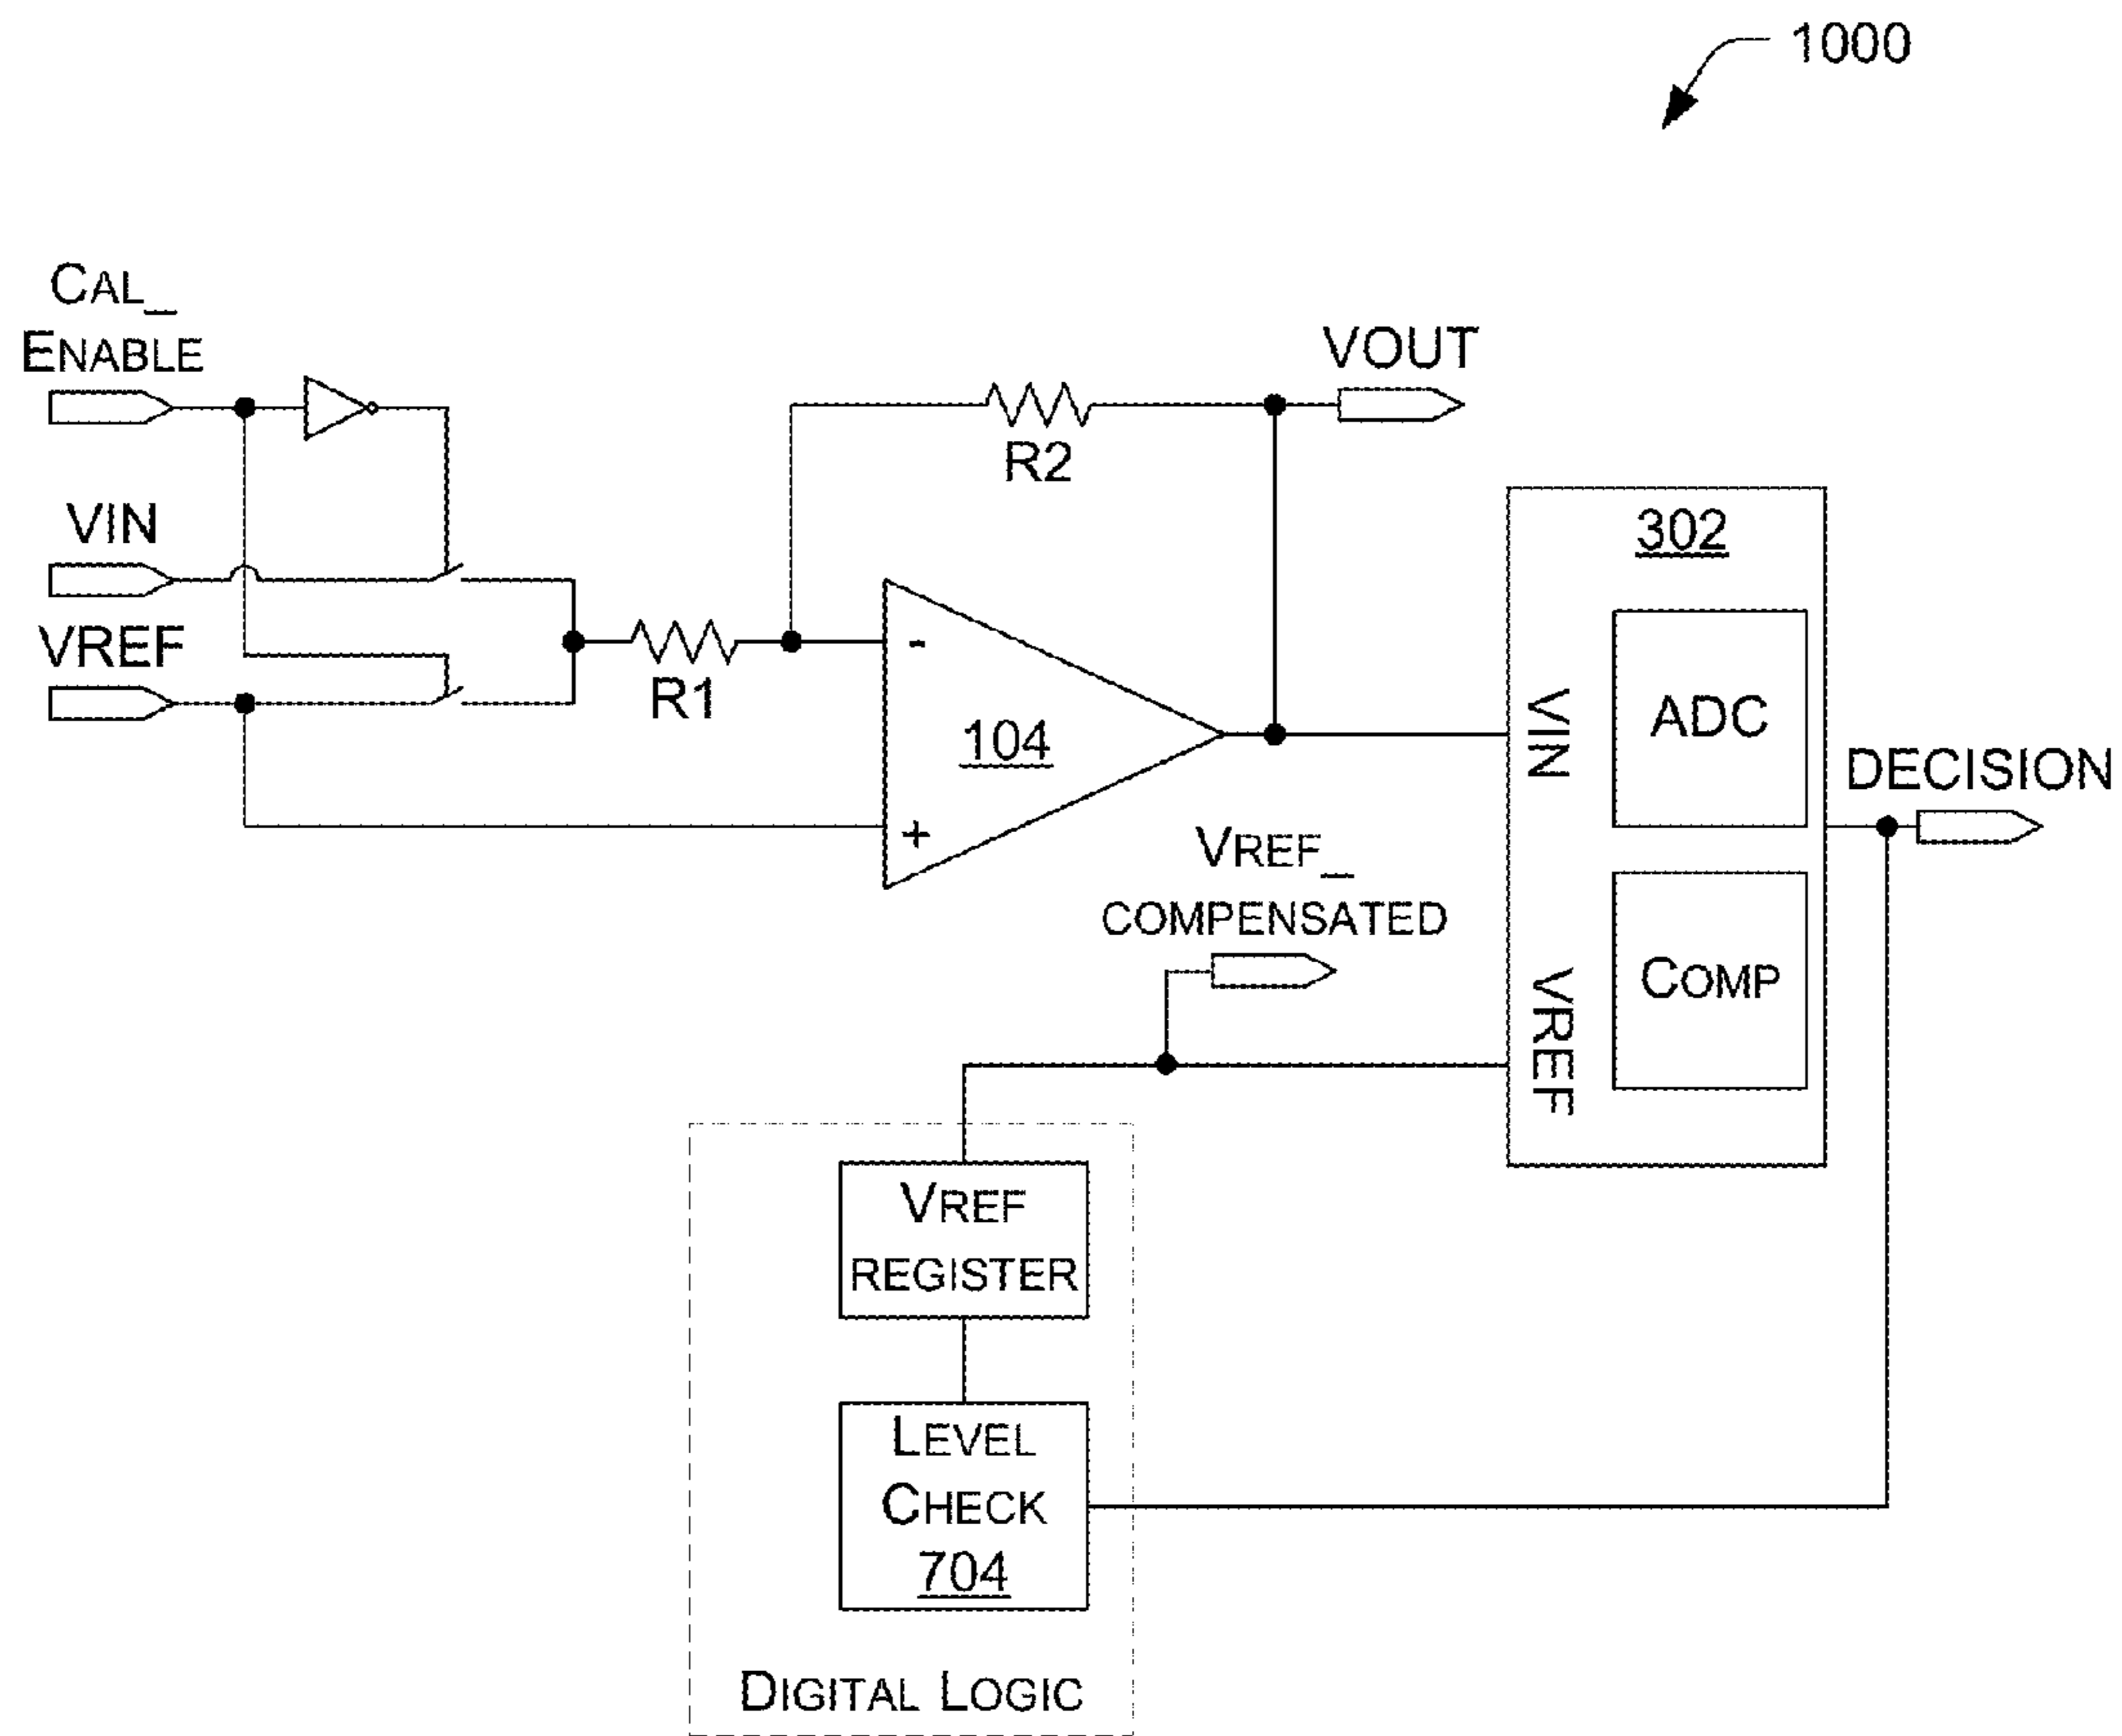 1000
CAL_
ENABLE
VIN
VREF
R1
R2
VOUT
-
+
104
302
VIN
VREF
ADC
COMP
DECISION
VREF_
COMPENSATED
VREF
REGISTER
LEVEL
CHECK
704
DIGITAL LOGIC